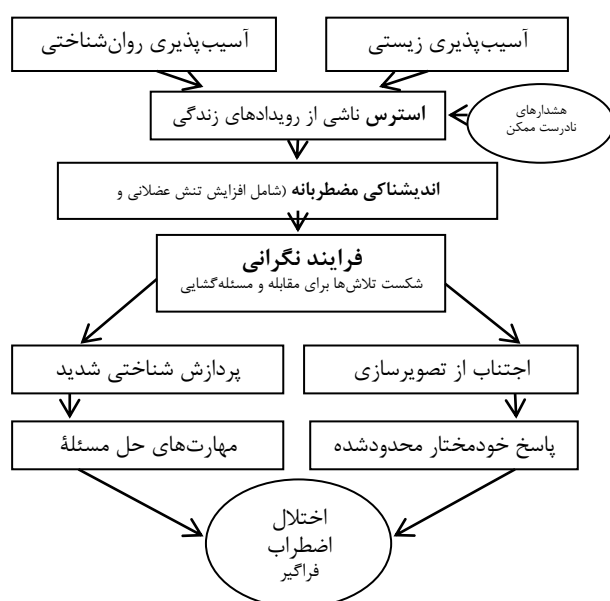 آسیب‌پذیری زیستی
آسیب‌پذیری روان‌شناختی
استرس ناشی از رویدادهای زندگی
هشدارهای
نادرست ممکن
اندیشناکی مضطربانه (شامل افزایش تنش عضلانی و
فرایند نگرانی
شکست تلاش‌ها برای مقابله و مسئله‌گشایی
اجتناب از تصویرسازی
پردازش شناختی شدید
پاسخ خودمختار محدودشده
مهارت‌های حل مسئلهٔ
اختلال
اضطراب
فراگیر